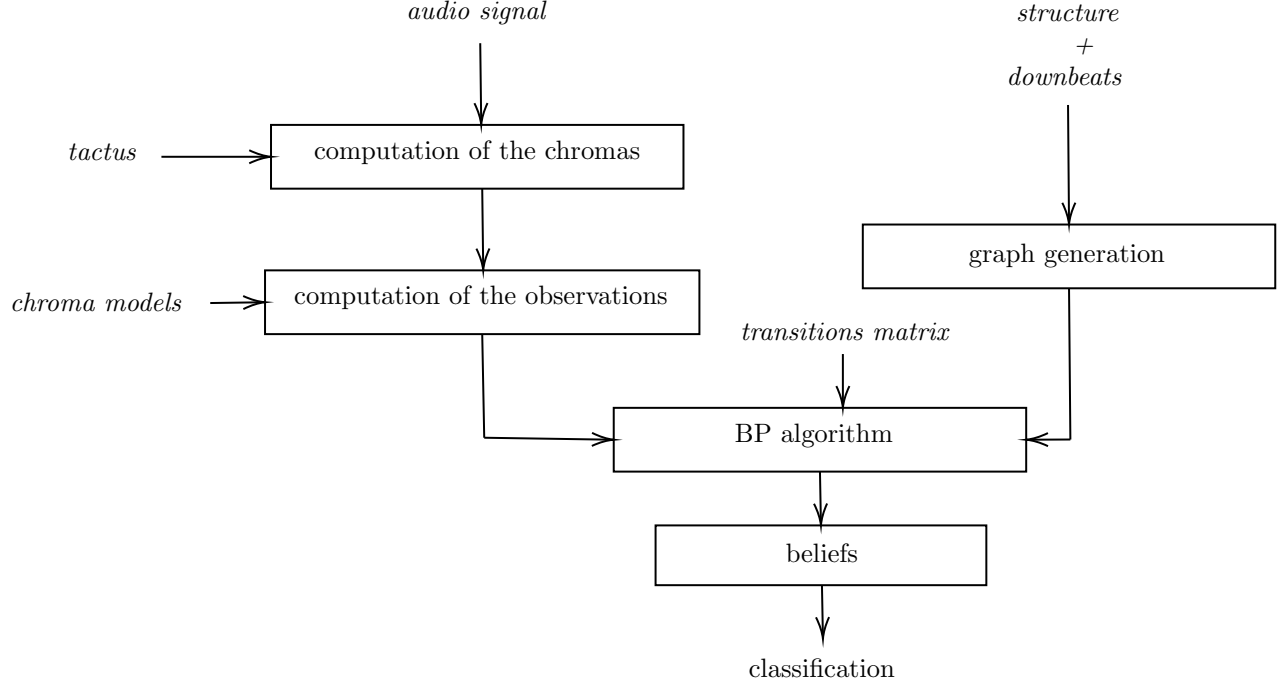 audio signal
structure
+
downbeats
tactus
computation of the chromas
graph generation
chroma models
computation of the observations
transitions matrix
BP algorithm
beliefs
classification